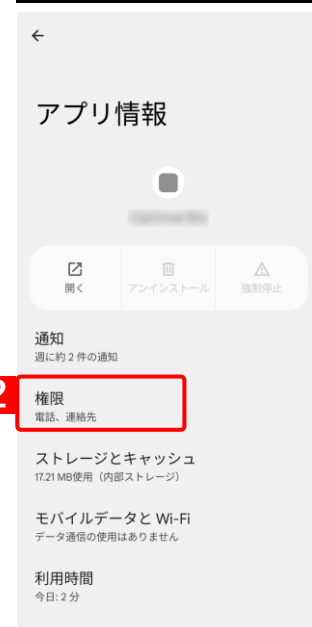 アプリ情報
開く
アンインストール
強制停止
通知
週に約 2 件の通知
2
権限
電話、連絡先
ストレージとキャッシュ
17.21 MB使用（内部ストレージ）
モバイルデータと Wi-Fi
データ通信の使用はありません
利用時間
今日: 2 分